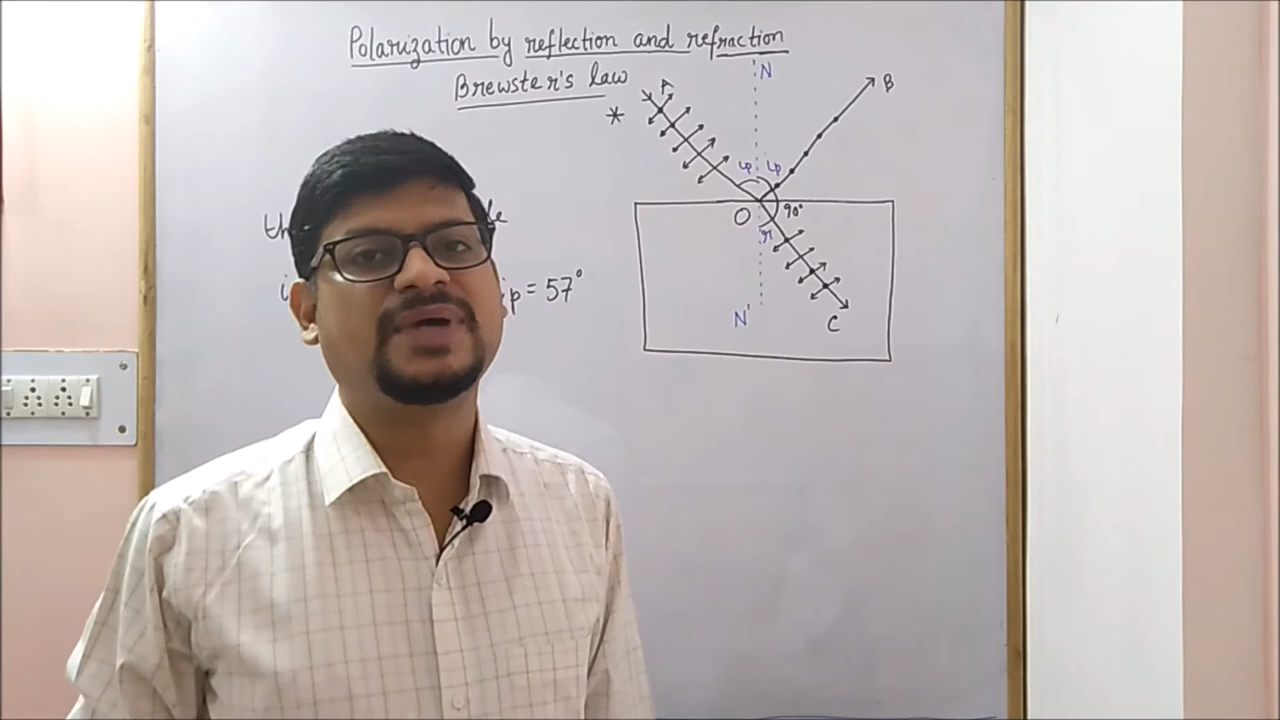 Polarization by reflection and refraction
Brewster's law
*
A
N
B
ip
ip
O
90°
r
N'
C
ip = 57°